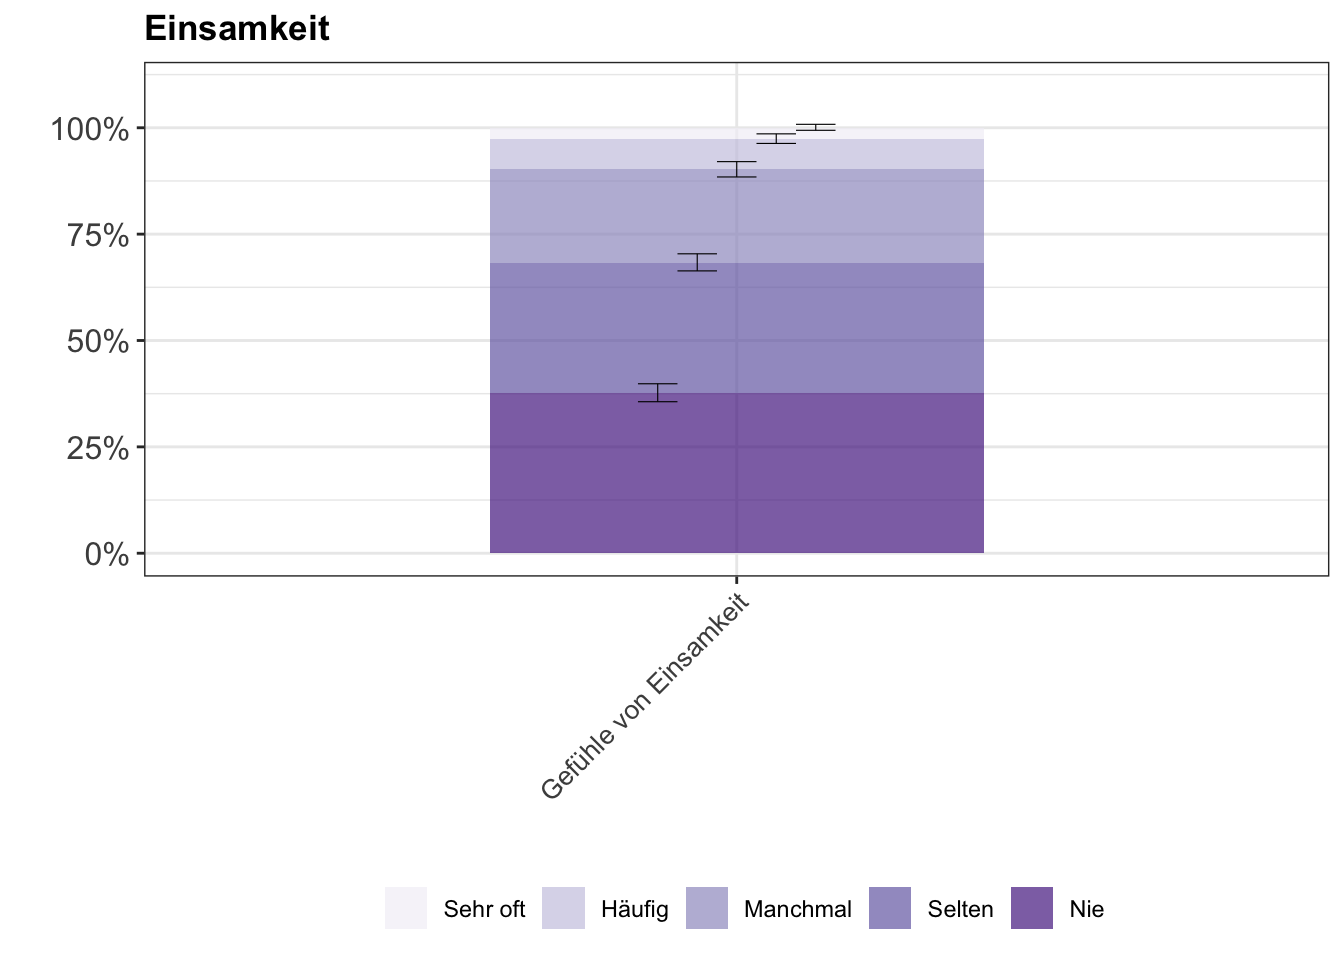 Einsamkeit
100%
75%
50%
25%
0%
Gefühle von Einsamkeit
Sehr oft Häufig Manchmal Selten Nie